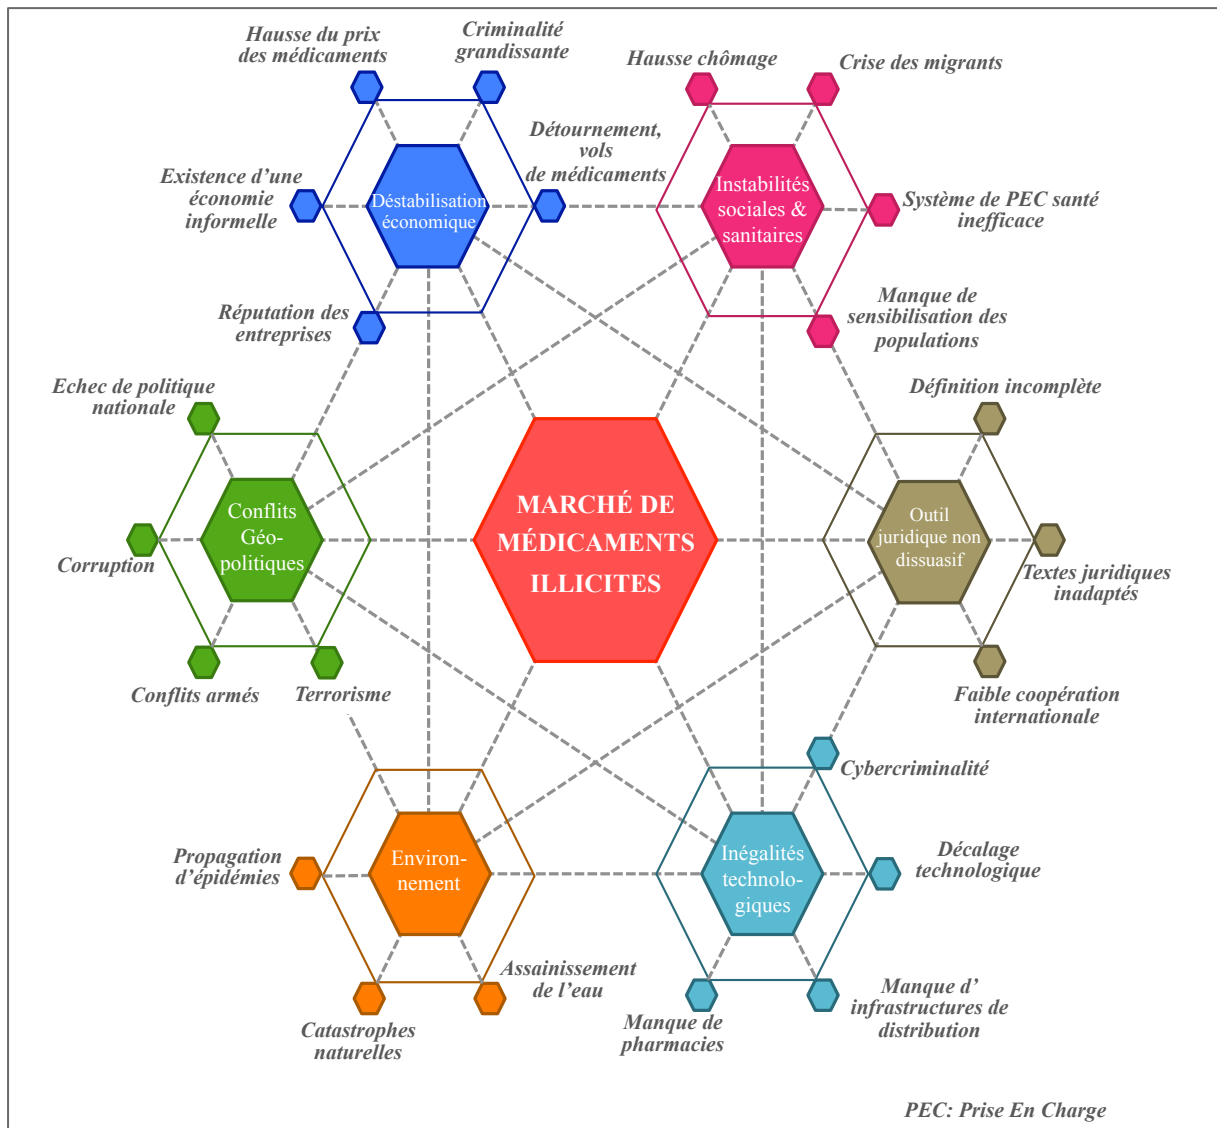 Hausse du prix
des médicaments
Criminalité
grandissante
Existence d’une
économie
informelle
Déstabilisation
économique
Détournement,
vols
de médicaments
Réputation des
entreprises
Hausse chômage
Crise des migrants
Instabilités
sociales &
sanitaires
Système de PEC santé
inefficace
Manque de
sensibilisation des
populations
Echec de politique
nationale
Conflits
Géo-
politiques
Corruption
Conflits armés
Terrorisme
MARCHÉ DE
MÉDICAMENTS
ILLICITES
Définition incomplète
Outil
juridique non
dissuasif
Textes juridiques
inadaptés
Faible coopération
internationale
Propagation
d’épidémies
Environ-
nement
Assainissement
de l’eau
Catastrophes
naturelles
Cybercriminalité
Inégalités
technolo-
giques
Décalage
technologique
Manque de
pharmacies
Manque d’
infrastructures de
distribution
PEC: Prise En Charge